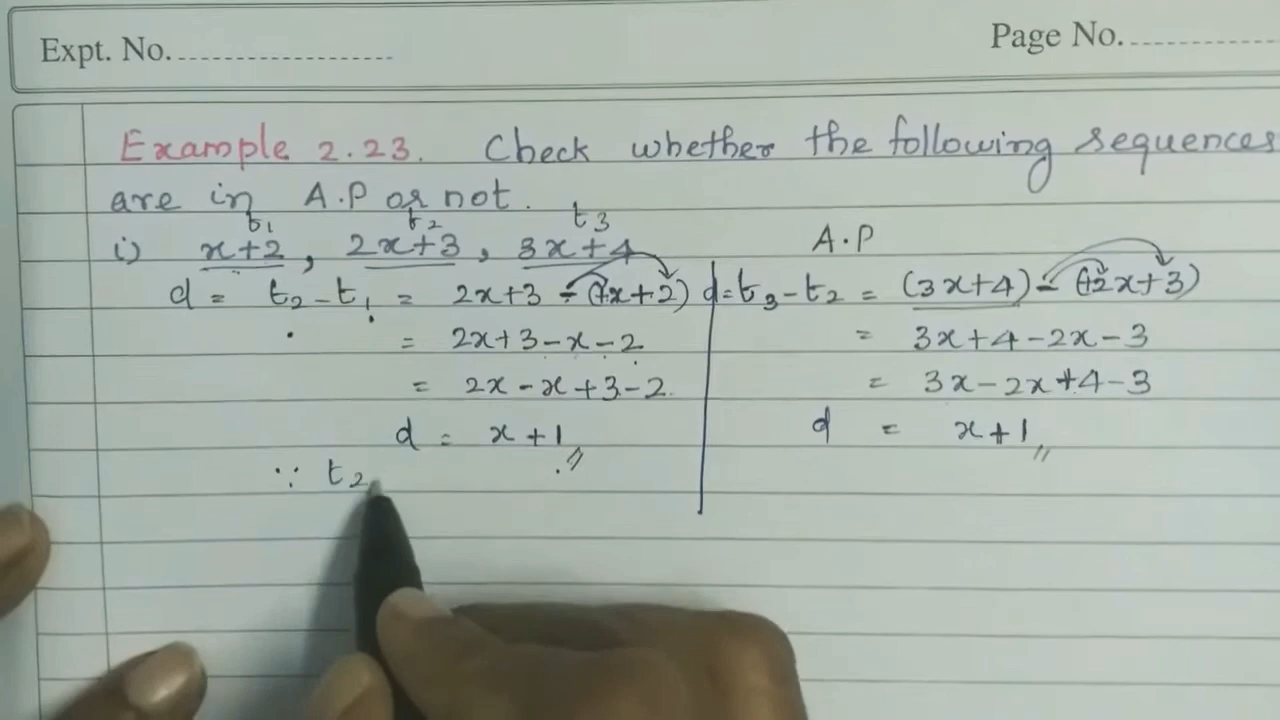 Expt. No.
Page No.
Example 2.23. Check whether the following sequences
are in A.P or not.
t₁ t₂ t₃
i) x+2, 2x+3, 3x+4
A.P
d = t₂-t₁ = 2x+3 - (+x+2)
= 2x+3-x-2
= 2x-x+3-2
d = x+1
d=t₃-t₂ = (3x+4) - (+2x+3)
= 3x+4-2x-3
= 3x-2x+4-3
d = x+1
∵ t₂